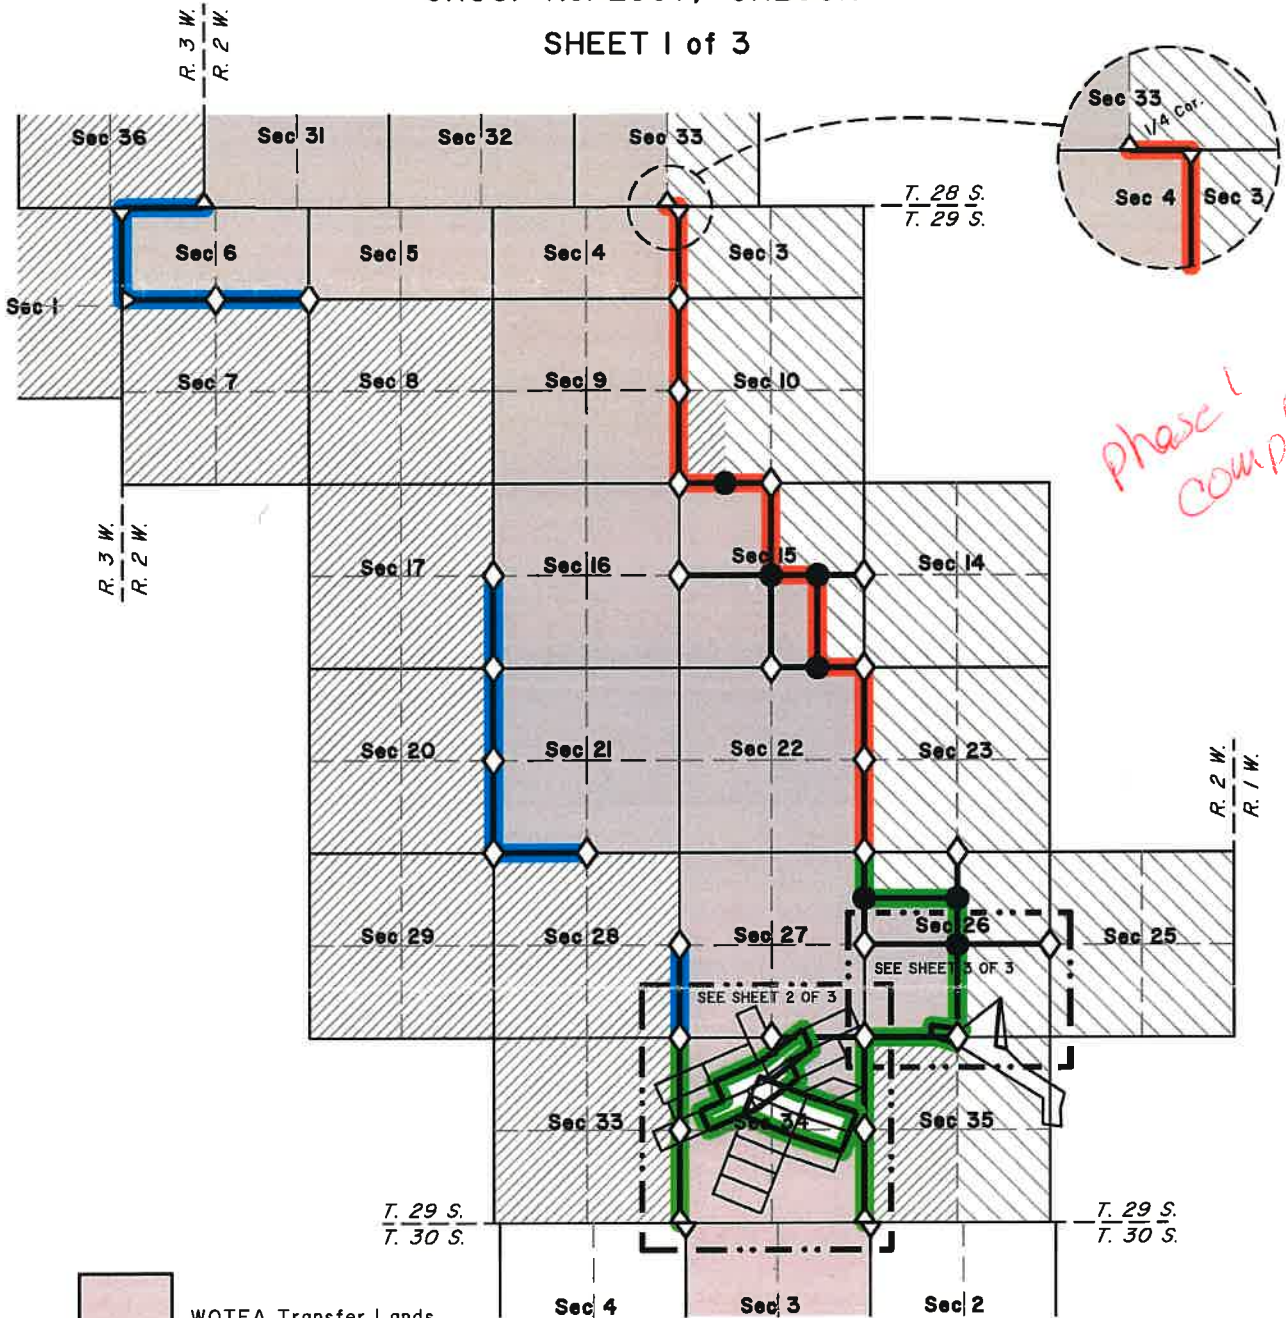 SHEET 1 of 3
R. 3 W. R. 2 W.
Sec 36 Sec 31 Sec 32 Sec 33
Sec 33
1/4 Cor.
Sec 4 Sec 3
T. 28 S.
T. 29 S.
Sec 6 Sec 5 Sec 4 Sec 3
Sec 1
Sec 7 Sec 8 Sec 9 Sec 10
phase 1
R. 3 W. R. 2 W.
Sec 17 Sec 16 Sec 15 Sec 14
Sec 20 Sec 21 Sec 22 Sec 23
R. 2 W. R. 1 W.
Sec 29 Sec 28 Sec 27 Sec 26 Sec 25
SEE SHEET 3 OF 3
SEE SHEET 2 OF 3
Sec 33 Sec 34 Sec 35
T. 29 S.
T. 30 S.
T. 29 S.
T. 30 S.
WOTFA Transfer Lands
Sec 4 Sec 3 Sec 2